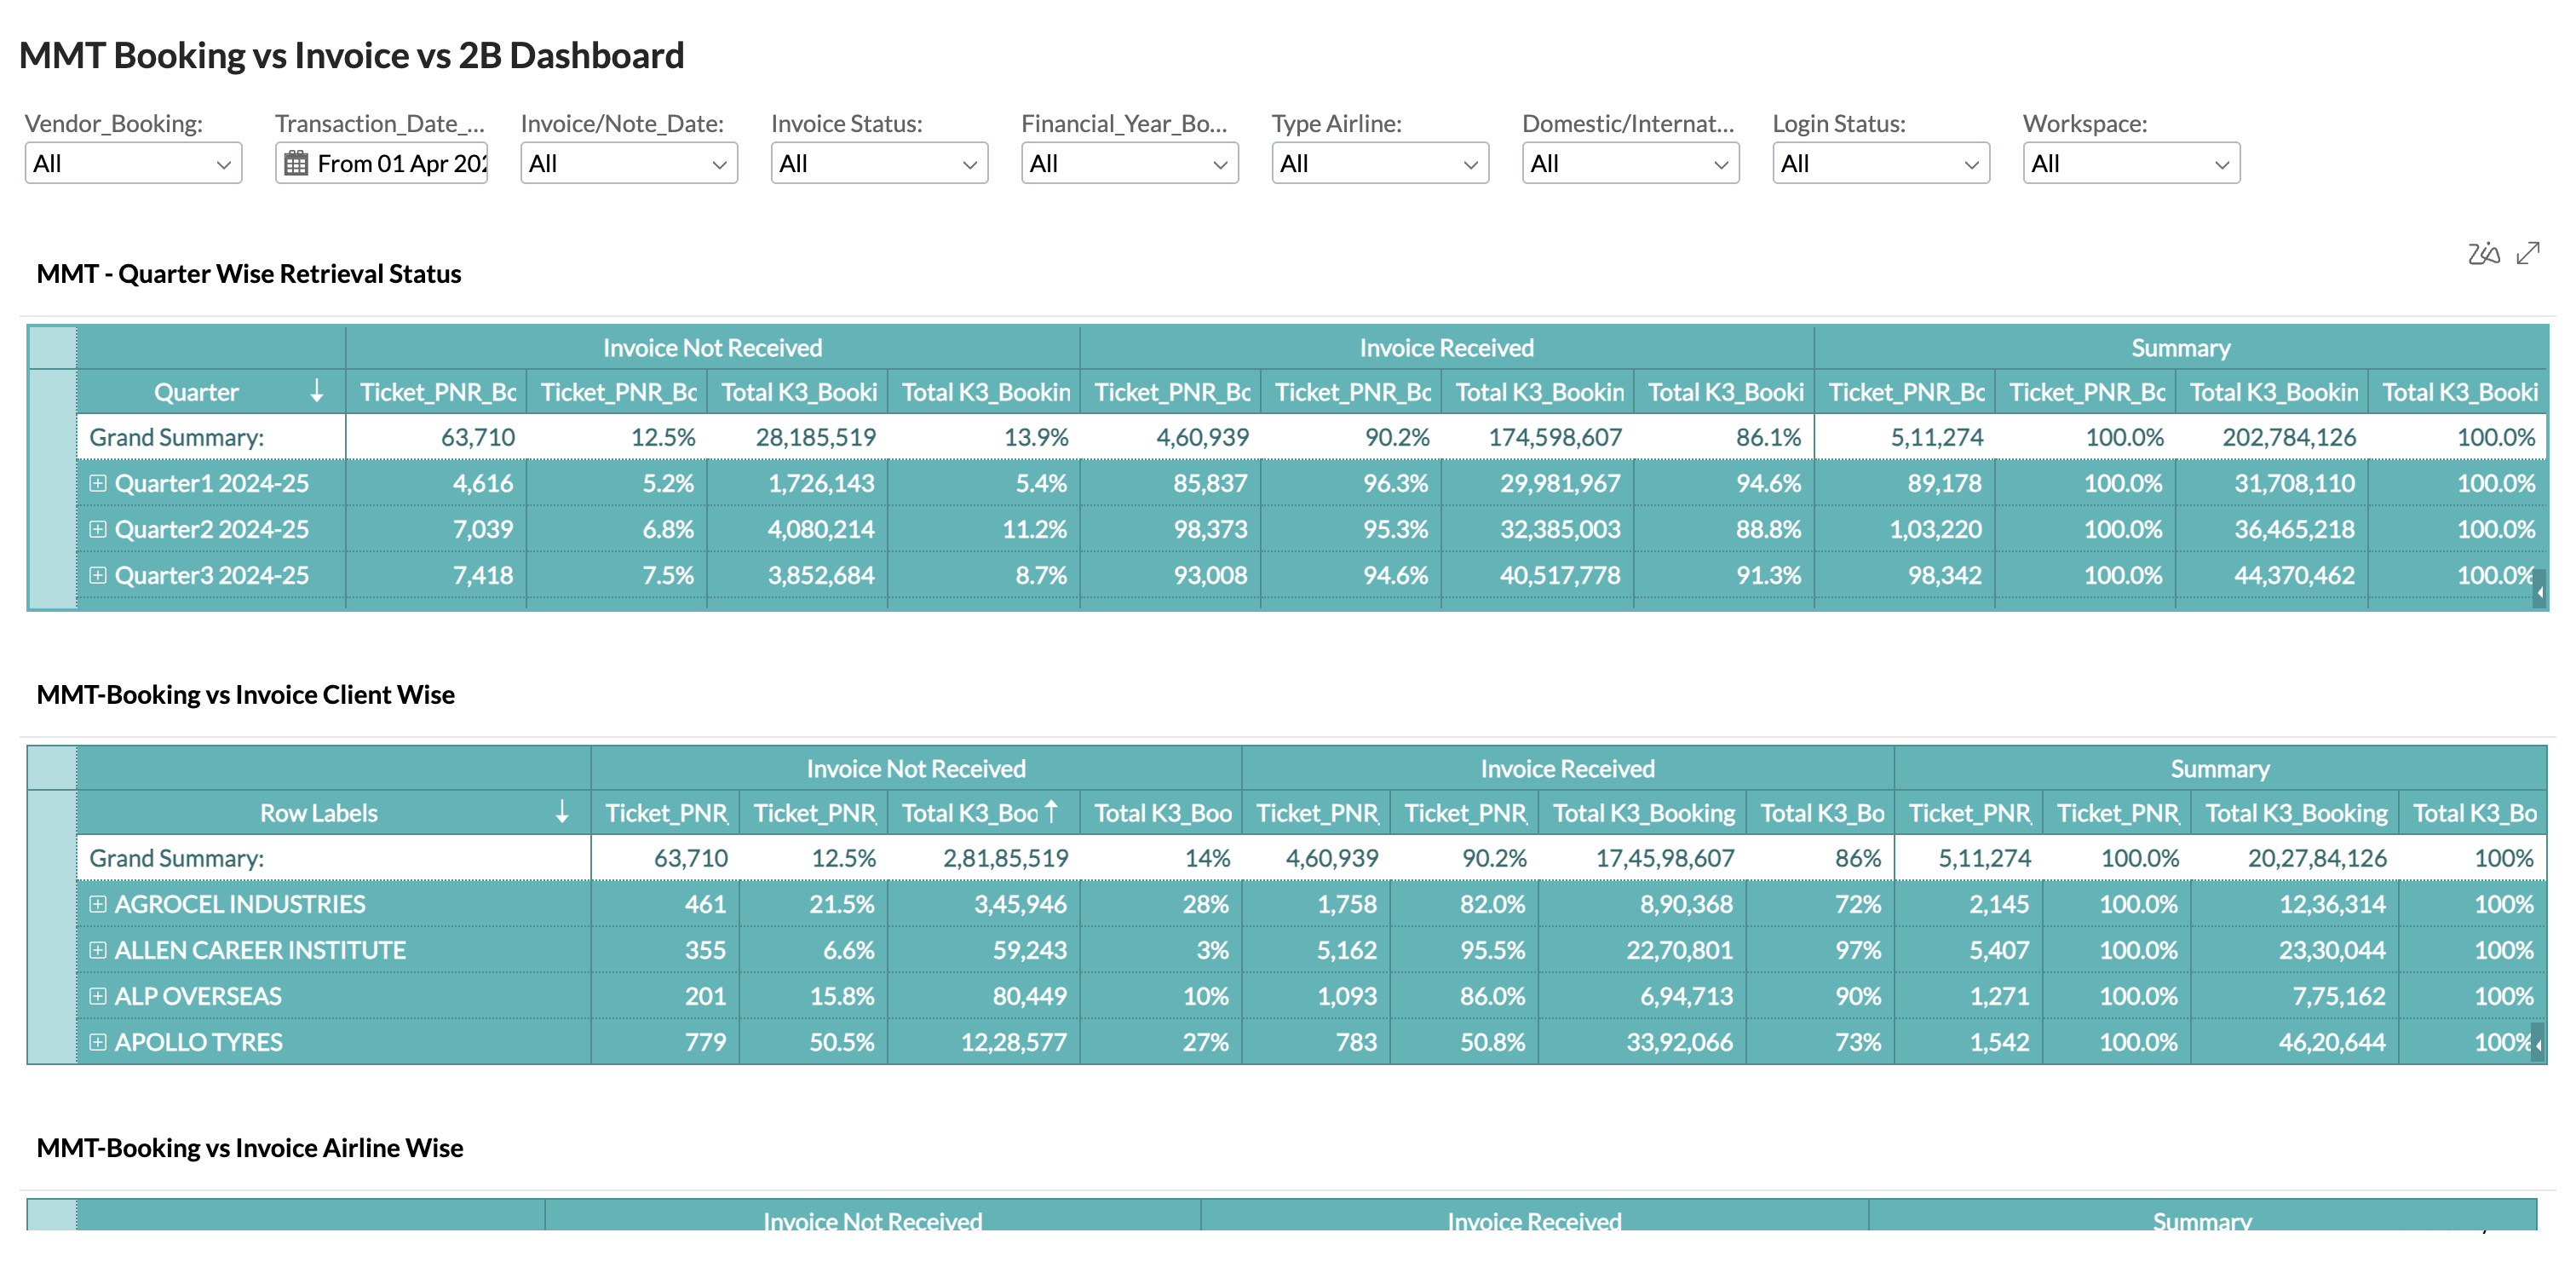 MMT Booking vs Invoice vs 2B Dashboard
Vendor_Booking: Transaction_Date_... Invoice/Note_Date: Invoice Status: Financial_Year_Bo... Type Airline: Domestic/Internat... Login Status: Workspace:
All From 01 Apr 202 All All All All All All All
Zia
MMT - Quarter Wise Retrieval Status
Invoice Not Received Invoice Received Summary
Quarter Ticket_PNR_Bc Ticket_PNR_Bc Total K3_Booki Total K3_Bookin Ticket_PNR_Bc Ticket_PNR_Bc Total K3_Bookin Total K3_Booki Ticket_PNR_Bc Ticket_PNR_Bc Total K3_Bookin Total K3_Booki
Grand Summary: 63,710 12.5% 28,185,519 13.9% 4,60,939 90.2% 174,598,607 86.1% 5,11,274 100.0% 202,784,126 100.0%
Quarter1 2024-25 4,616 5.2% 1,726,143 5.4% 85,837 96.3% 29,981,967 94.6% 89,178 100.0% 31,708,110 100.0%
Quarter2 2024-25 7,039 6.8% 4,080,214 11.2% 98,373 95.3% 32,385,003 88.8% 1,03,220 100.0% 36,465,218 100.0%
Quarter3 2024-25 7,418 7.5% 3,852,684 8.7% 93,008 94.6% 40,517,778 91.3% 98,342 100.0% 44,370,462 100.0%
MMT-Booking vs Invoice Client Wise
Invoice Not Received Invoice Received Summary
Row Labels Ticket_PNR_ Ticket_PNR_ Total K3_Boo Total K3_Boo Ticket_PNR_ Ticket_PNR_ Total K3_Booking Total K3_Bo Ticket_PNR_ Ticket_PNR_ Total K3_Booking Total K3_Bo
Grand Summary: 63,710 12.5% 2,81,85,519 14% 4,60,939 90.2% 17,45,98,607 86% 5,11,274 100.0% 20,27,84,126 100%
AGROCEL INDUSTRIES 461 21.5% 3,45,946 28% 1,758 82.0% 8,90,368 72% 2,145 100.0% 12,36,314 100%
ALLEN CAREER INSTITUTE 355 6.6% 59,243 3% 5,162 95.5% 22,70,801 97% 5,407 100.0% 23,30,044 100%
ALP OVERSEAS 201 15.8% 80,449 10% 1,093 86.0% 6,94,713 90% 1,271 100.0% 7,75,162 100%
APOLLO TYRES 779 50.5% 12,28,577 27% 783 50.8% 33,92,066 73% 1,542 100.0% 46,20,644 100%
MMT-Booking vs Invoice Airline Wise
Invoice Not Received Invoice Received Summary